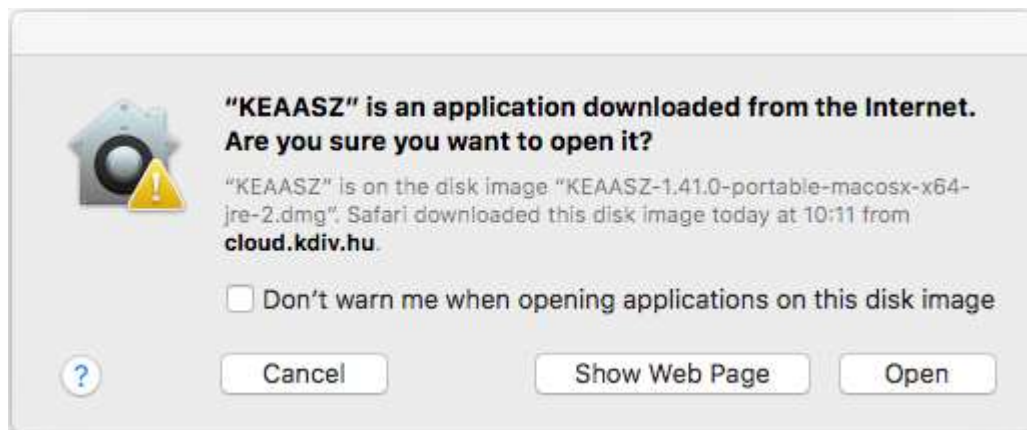 “KEAASZ” is an application downloaded from the Internet.
Are you sure you want to open it?
“KEAASZ” is on the disk image “KEAASZ-1.41.0-portable-macosx-x64-
jre-2.dmg”. Safari downloaded this disk image today at 10:11 from
cloud.kdiv.hu.
Don’t warn me when opening applications on this disk image
?
Cancel
Show Web Page
Open